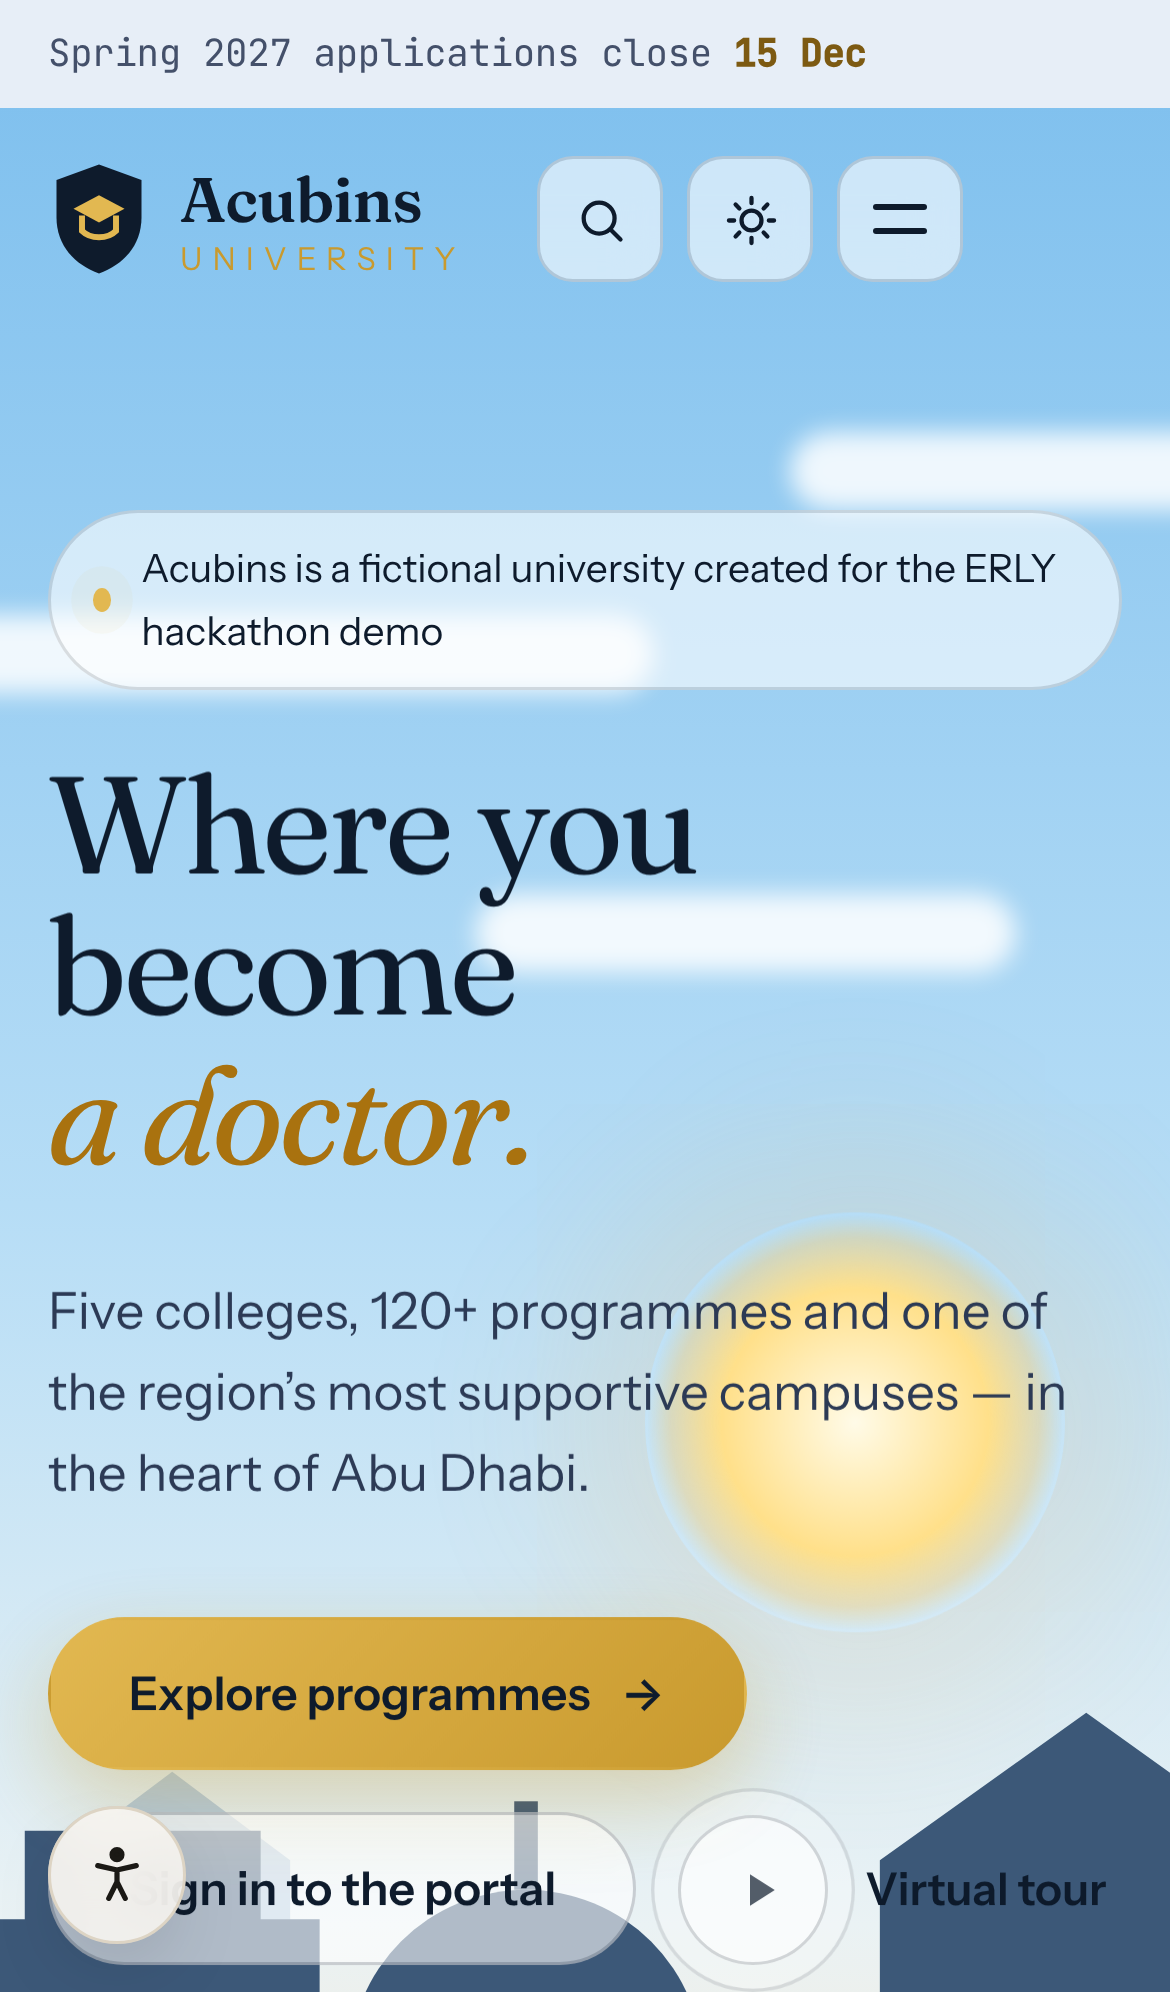 Spring 2027 applications close 15 Dec
Acubins
UNIVERSITY
Acubins is a fictional university created for the ERLY
hackathon demo
Where you
become
a doctor.
Five colleges, 120+ programmes and one of
the region’s most supportive campuses — in
the heart of Abu Dhabi.
Explore programmes →
Sign in to the portal
Virtual tour